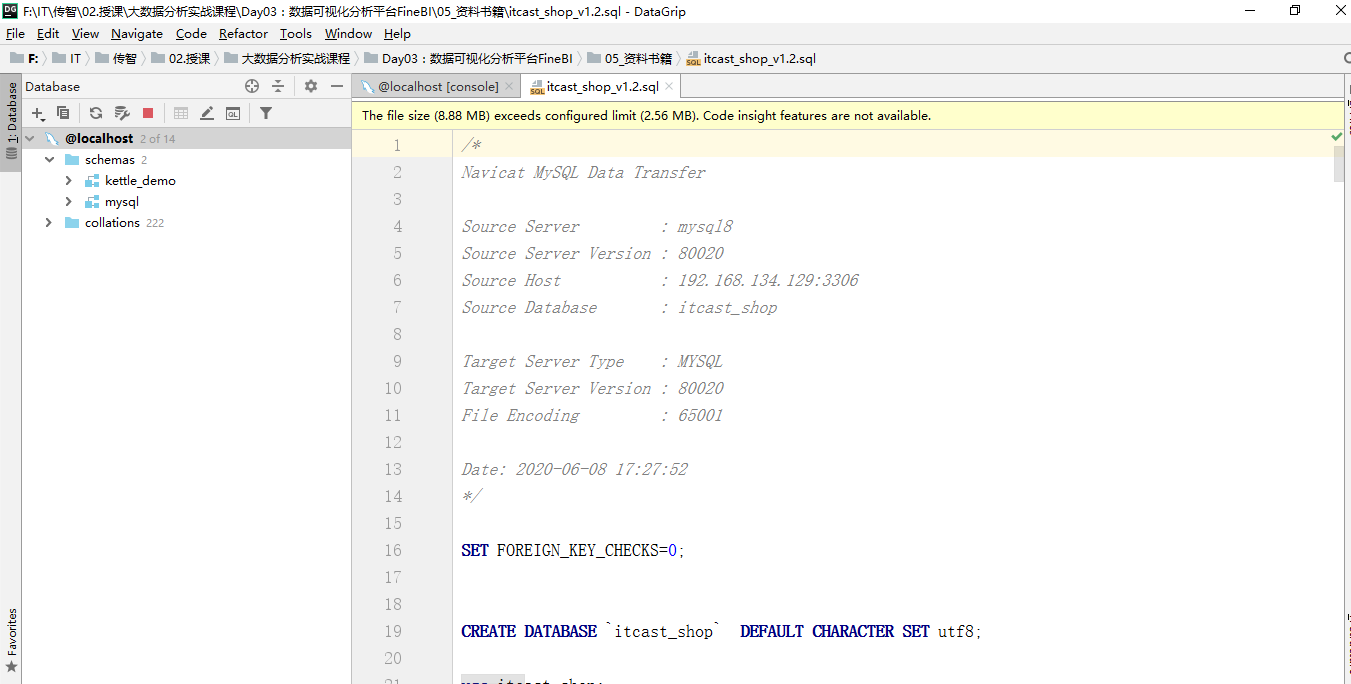 F:\IT\传智\02.授课\大数据分析实战课程\Day03：数据可视化分析平台FineBI\05_资料书籍\itcast_shop_v1.2.sql - DataGrip
File Edit View Navigate Code Refactor Tools Window Help
F: IT 传智 02.授课 大数据分析实战课程 Day03：数据可视化分析平台FineBI 05_资料书籍 itcast_shop_v1.2.sql
1: Database
Database
@localhost [console]
itcast_shop_v1.2.sql
The file size (8.88 MB) exceeds configured limit (2.56 MB). Code insight features are not available.
@localhost 2 of 14
schemas 2
kettle_demo
mysql
collations 222
1 /*
2 Navicat MySQL Data Transfer
3
4 Source Server : mysql8
5 Source Server Version : 80020
6 Source Host : 192.168.134.129:3306
7 Source Database : itcast_shop
8
9 Target Server Type : MYSQL
10 Target Server Version : 80020
11 File Encoding : 65001
12
13 Date: 2020-06-08 17:27:52
14 */
15
16 SET FOREIGN_KEY_CHECKS=0;
17
18
19 CREATE DATABASE `itcast_shop` DEFAULT CHARACTER SET utf8;
20
21
Favorites